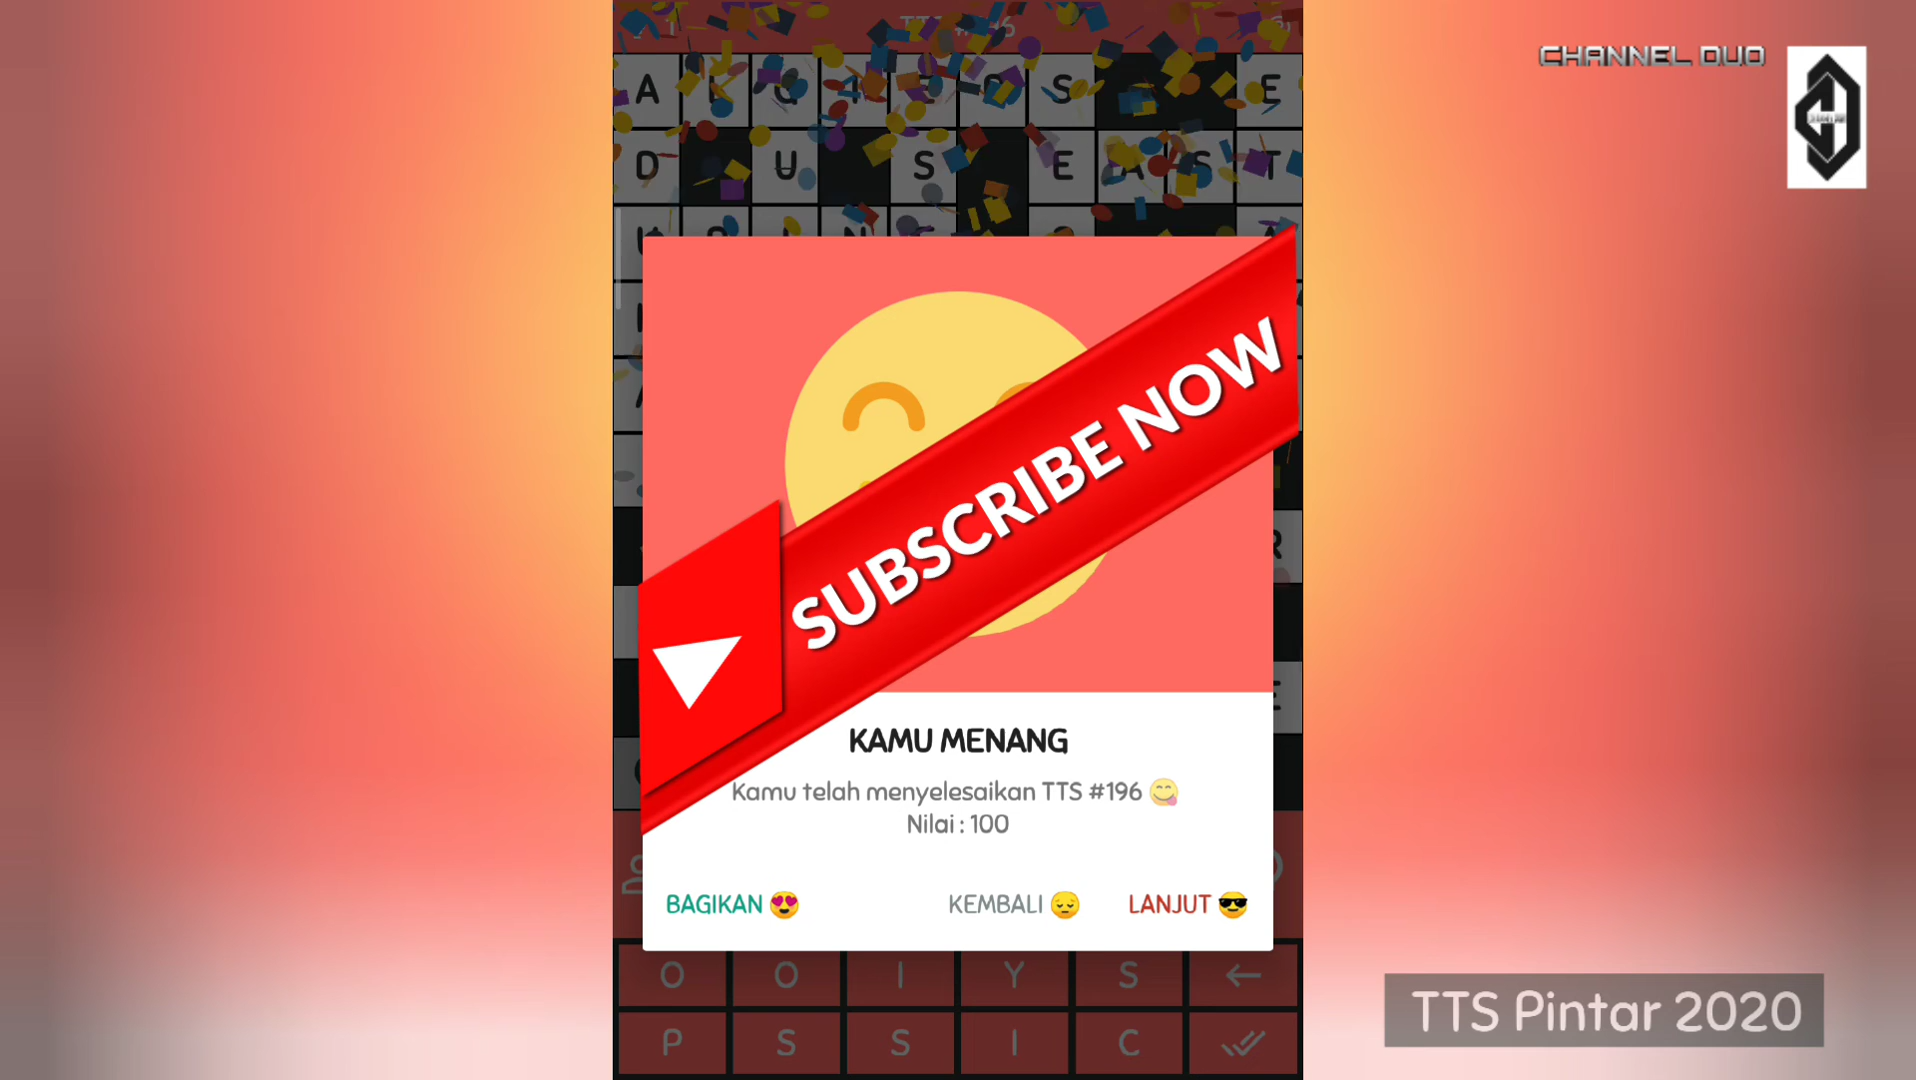 CHANNEL DUO
A
S
E
D
U
S
E
A
S
T
SUBSCRIBE NOW
R
E
KAMU MENANG
Kamu telah menyelesaikan TTS #196 😋
Nilai : 100
BAGIKAN 😍 KEMBALI 😔 LANJUT 😎
O O I Y S ←
P S S I C
TTS Pintar 2020